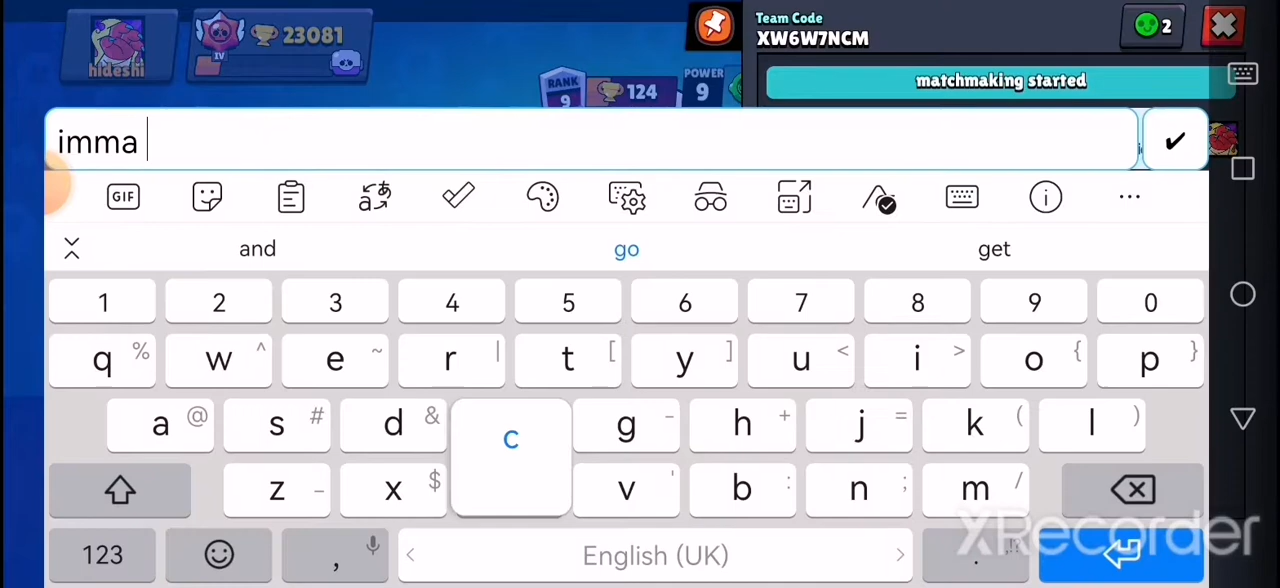 hideshi
IV
23081
Team Code
XW6W7NCM
2
matchmaking started
RANK
9
124
POWER
9
imma
GIF
and go get
1 2 3 4 5 6 7 8 9 0
q % w ^ e ~ r | t [ y ] u < i > o { p }
a @ s # d & c g - h + j = k ( l )
z _ x $ v ' b : n ; m /
123 , < English (UK) > . !?
XRecorder